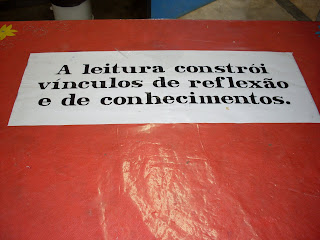 A leitura constrói
vínculos de reflexão
e de conhecimentos.